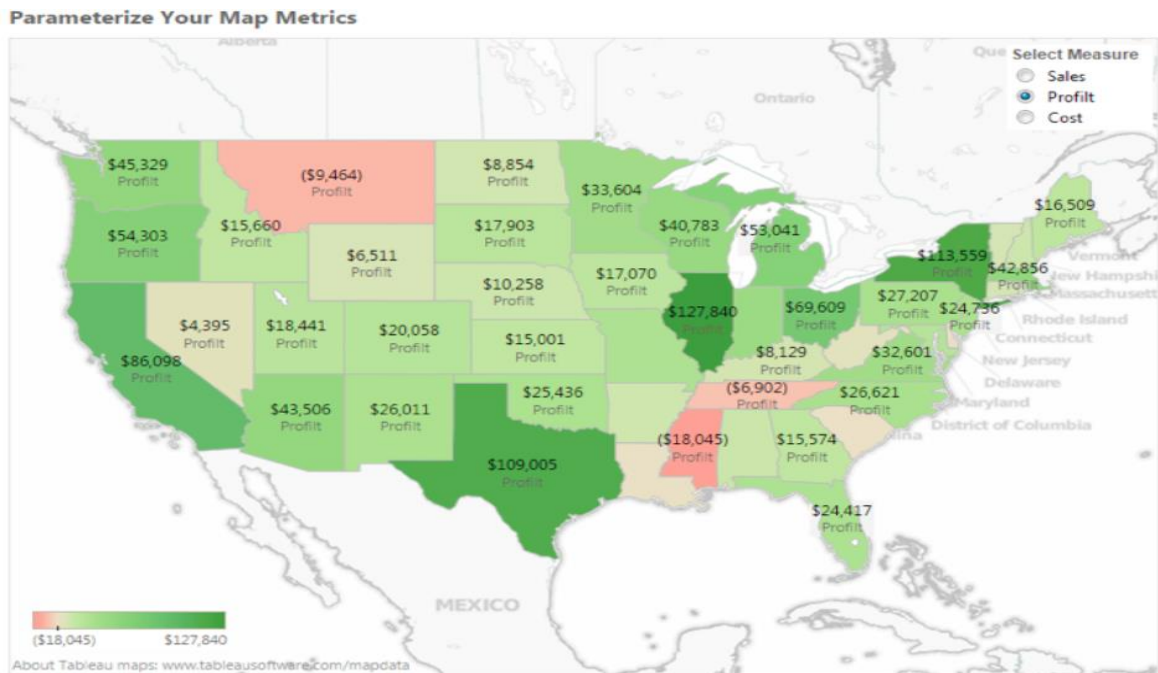 Parameterize Your Map Metrics
Alberta
Select Measure
Sales
Profilt
Cost
Ontario
$45,329
Profilt
($9,464)
Profilt
$8,854
Profilt
$33,604
Profilt
$16,509
Profilt
$54,303
Profilt
$15,660
Profilt
$17,903
Profilt
$40,783
Profilt
$53,041
Profilt
$6,511
Profilt
$113,559
Profilt
Vermont
$42,856
Profilt
New Hampshi
Massachusett
$17,070
Profilt
$10,258
Profilt
$127,840
Profilt
$69,609
Profilt
$27,207
Profilt
$24,736
Profilt
Rhode Island
Connecticut
$4,395
Profilt
$18,441
Profilt
$20,058
Profilt
$15,001
Profilt
$8,129
Profilt
$32,601
Profilt
New Jersey
Delaware
Maryland
District of Columbia
$86,098
Profilt
$43,506
Profilt
$26,011
Profilt
$25,436
Profilt
($6,902)
Profilt
$26,621
Profilt
($18,045)
Profilt
$15,574
Profilt
$109,005
Profilt
$24,417
Profilt
MEXICO
($18,045)
$127,840
About Tableau maps: www.tableausoftware.com/mapdata